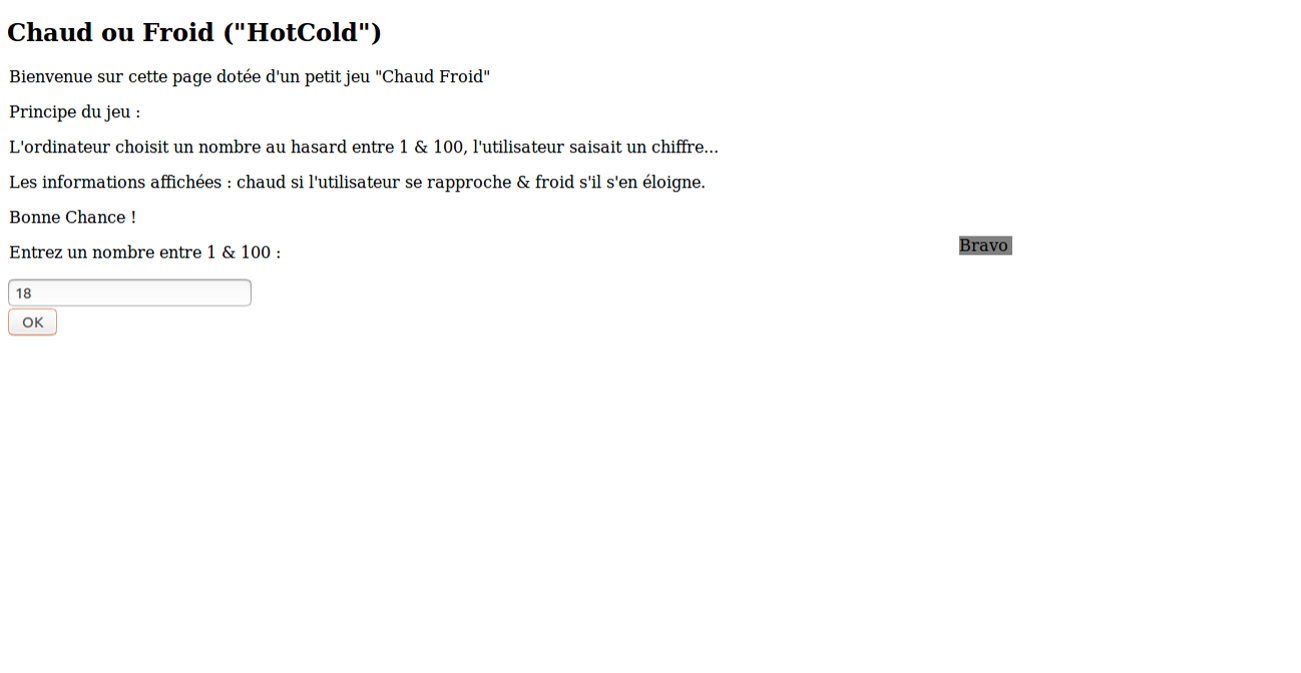 Chaud ou Froid ("HotCold")
Bienvenue sur cette page dotée d'un petit jeu "Chaud Froid"
Principe du jeu :
L'ordinateur choisit un nombre au hasard entre 1 & 100, l'utilisateur saisait un chiffre...
Les informations affichées : chaud si l'utilisateur se rapproche & froid s'il s'en éloigne.
Bonne Chance !
Entrez un nombre entre 1 & 100 :
Bravo
18
OK